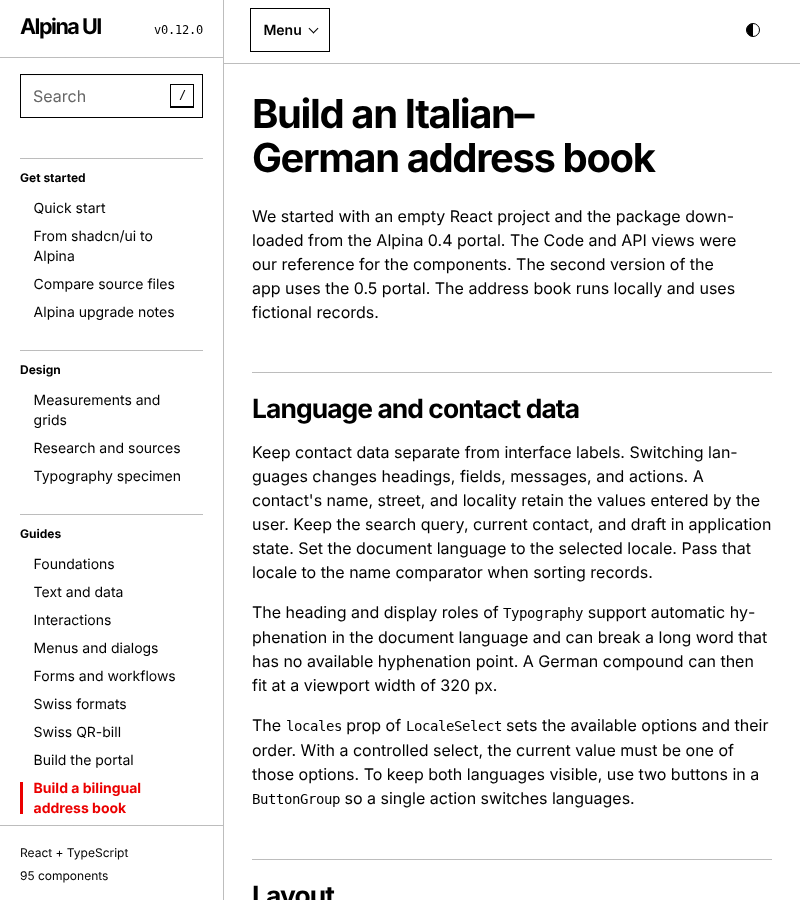 Alpina UI
v0.12.0
Search
/
Get started
Quick start
From shadcn/ui to
Alpina
Compare source files
Alpina upgrade notes
Design
Measurements and
grids
Research and sources
Typography specimen
Guides
Foundations
Text and data
Interactions
Menus and dialogs
Forms and workflows
Swiss formats
Swiss QR-bill
Build the portal
Build a bilingual
address book
React + TypeScript
95 components
Menu
Build an Italian–
German address book
We started with an empty React project and the package down-
loaded from the Alpina 0.4 portal. The Code and API views were
our reference for the components. The second version of the
app uses the 0.5 portal. The address book runs locally and uses
fictional records.
Language and contact data
Keep contact data separate from interface labels. Switching lan-
guages changes headings, fields, messages, and actions. A
contact's name, street, and locality retain the values entered by the
user. Keep the search query, current contact, and draft in application
state. Set the document language to the selected locale. Pass that
locale to the name comparator when sorting records.
The heading and display roles of Typography support automatic hy-
phenation in the document language and can break a long word that
has no available hyphenation point. A German compound can then
fit at a viewport width of 320 px.
The locales prop of LocaleSelect sets the available options and their
order. With a controlled select, the current value must be one of
those options. To keep both languages visible, use two buttons in a
ButtonGroup so a single action switches languages.
Layout